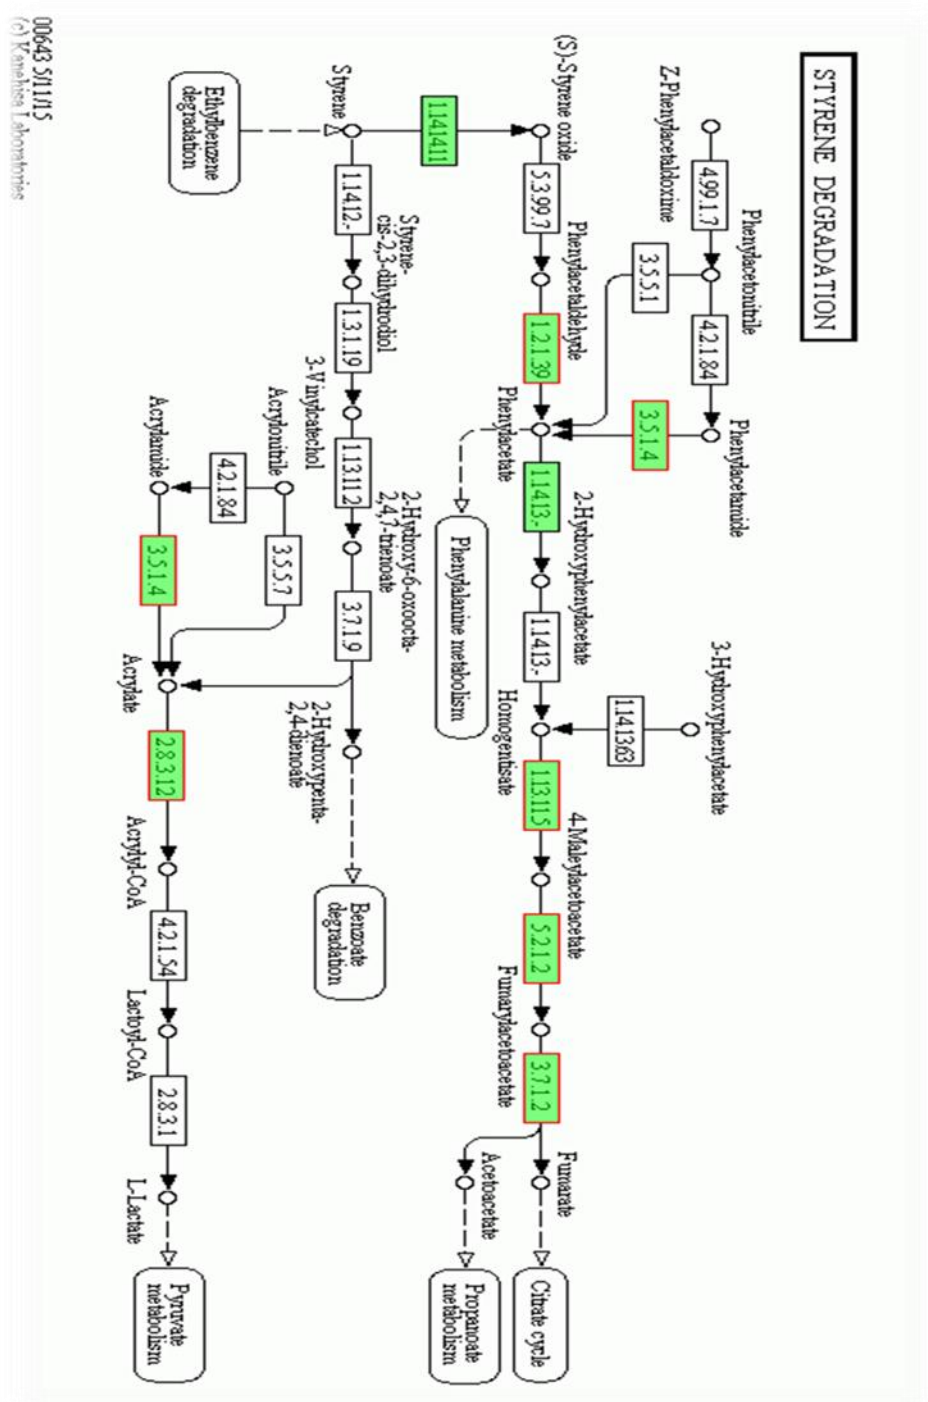 STYRENE DEGRADATION
Phenylacetonitrile
Phenylacetamide
4.99.1.7
4.2.1.84
Z-Phenylacetaldoxime
3.5.5.1
3.5.1.4
3-Hydroxyphenylacetate
1.14.13.63
(S)-Styrene oxide
Phenylacetaldehyde
2-Hydroxyphenylacetate
4-Maleylacetoacetate
Fumarate
5.3.99.7
1.2.1.39
1.14.13.-
1.14.13.-
1.13.11.5
5.2.1.2
3.7.1.2
Citrate cycle
Phenylacetate
Homogentisate
Fumarylacetoacetate
Acetoacetate
1.14.14.11
Phenylalanine metabolism
Propanoate
metabolism
Styrene
Styrene-
cis-2,3-dihydrodiol
2-Hydroxy-6-oxoocta-
2,4,7-trienoate
1.14.12.-
1.3.1.19
1.13.11.2
3.7.1.9
Benzoate
degradation
3-Vinylcatechol
2-Hydroxypenta-
2,4-dienoate
Ethylbenzene
degradation
Acrylonitrile
3.5.5.7
4.2.1.84
Acrylamide
3.5.1.4
2.8.3.12
4.2.1.54
2.8.3.1
Pyruvate
metabolism
Acrylate
Acrylyl-CoA
Lactoyl-CoA
L-Lactate
00643 5/11/15
(c) Kanehisa Laboratories